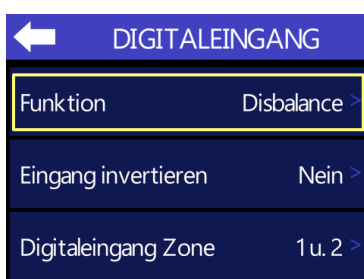 DIGITALEINGANG
Funktion Disbalance >
Eingang invertieren Nein >
Digitaleingang Zone 1 u. 2 >